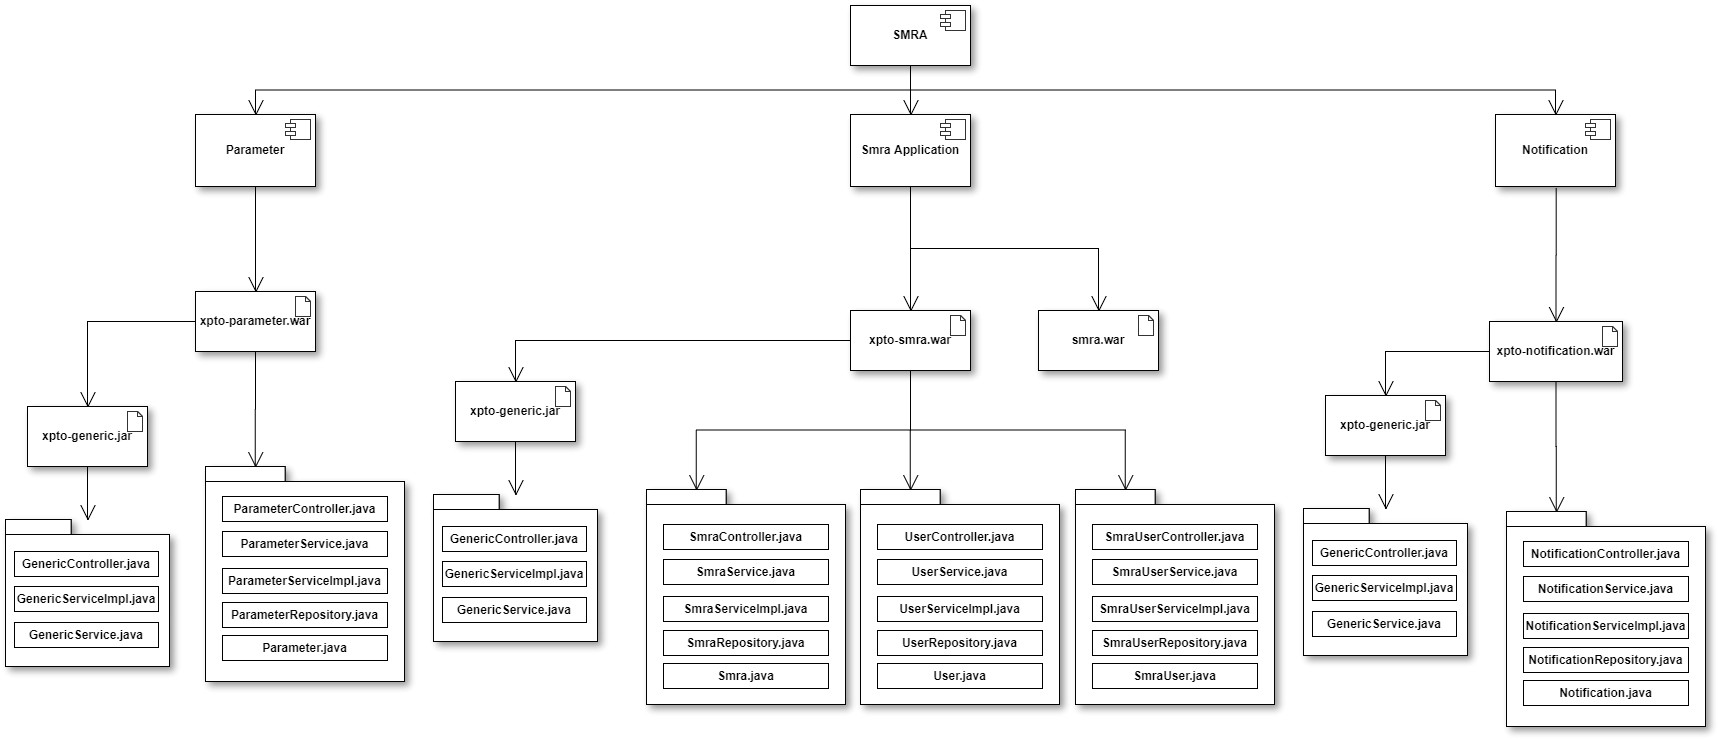 SMRA
Parameter
Smra Application
Notification
xpto-parameter.war
xpto-smra.war
smra.war
xpto-notification.war
xpto-generic.jar
xpto-generic.jar
xpto-generic.jar
GenericController.java
GenericServiceImpl.java
GenericService.java
ParameterController.java
ParameterService.java
ParameterServiceImpl.java
ParameterRepository.java
Parameter.java
GenericController.java
GenericServiceImpl.java
GenericService.java
SmraController.java
SmraService.java
SmraServiceImpl.java
SmraRepository.java
Smra.java
UserController.java
UserService.java
UserServiceImpl.java
UserRepository.java
User.java
SmraUserController.java
SmraUserService.java
SmraUserServiceImpl.java
SmraUserRepository.java
SmraUser.java
GenericController.java
GenericServiceImpl.java
GenericService.java
NotificationController.java
NotificationService.java
NotificationServiceImpl.java
NotificationRepository.java
Notification.java